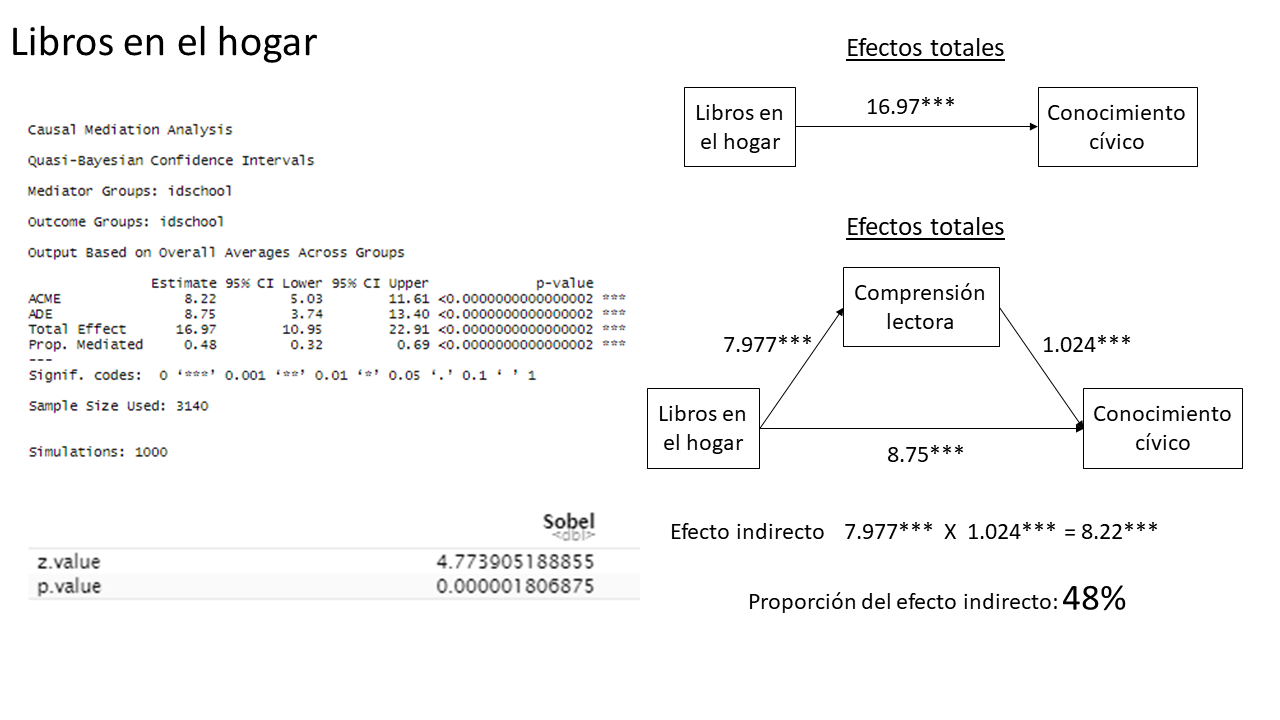 Libros en el hogar
Causal Mediation Analysis
Quasi-Bayesian Confidence Intervals
Mediator Groups: idschool
Outcome Groups: idschool
Output Based on Overall Averages Across Groups
Estimate 95% CI Lower 95% CI Upper p-value
ACME 8.22 5.03 11.61 <0.0000000000000002 ***
ADE 8.75 3.74 13.40 <0.0000000000000002 ***
Total Effect 16.97 10.95 22.91 <0.0000000000000002 ***
Prop. Mediated 0.48 0.32 0.69 <0.0000000000000002 ***
---
Signif. codes: 0 ‘***’ 0.001 ‘**’ 0.01 ‘*’ 0.05 ‘.’ 0.1 ‘ ’ 1
Sample Size Used: 3140
Simulations: 1000
Sobel
<dbl>
z.value 4.773905188855
p.value 0.000001806875
Efectos totales
Libros en
el hogar
16.97***
Conocimiento
cívico
Efectos totales
Comprensión
lectora
7.977***
1.024***
Libros en
el hogar
8.75***
Conocimiento
cívico
Efecto indirecto 7.977*** X 1.024*** = 8.22***
Proporción del efecto indirecto: 48%